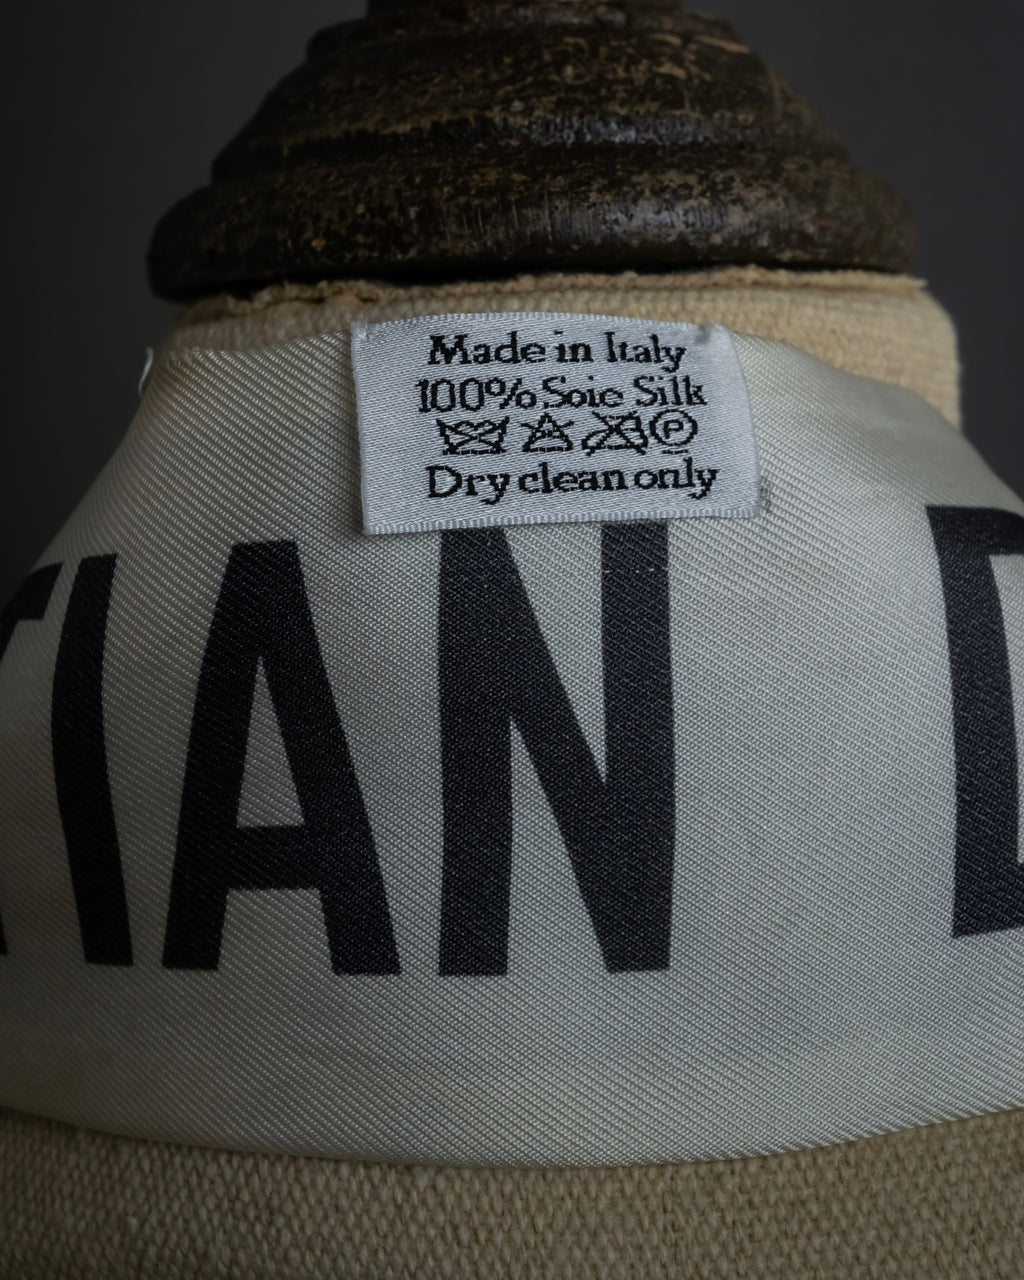 Made in Italy
100% Soie Silk
P
Dry clean only
TIAN D